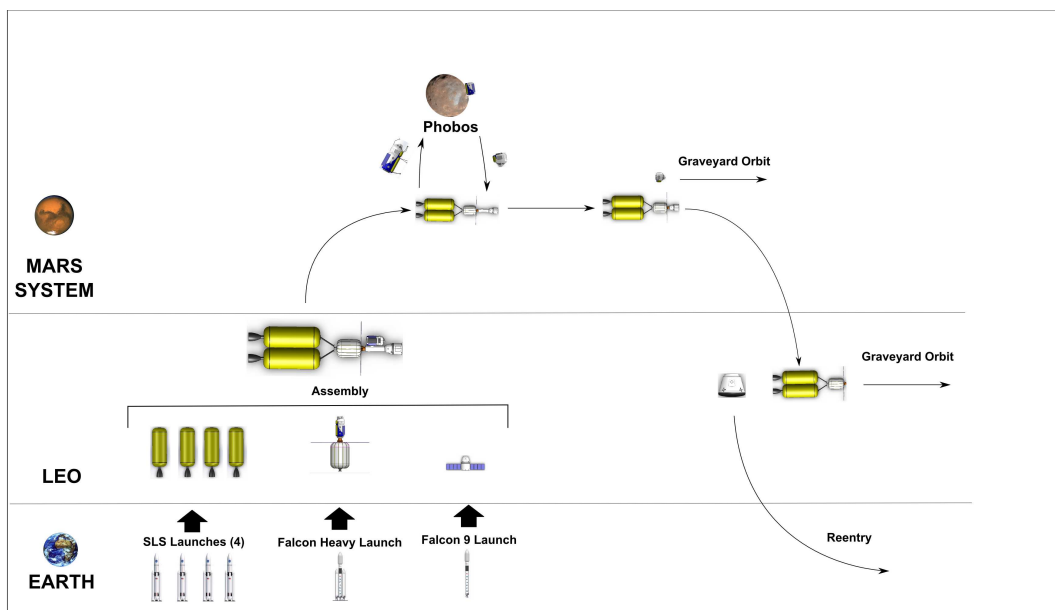 Phobos
Graveyard Orbit
MARS
SYSTEM
Graveyard Orbit
Assembly
LEO
SLS Launches (4)
Falcon Heavy Launch
Falcon 9 Launch
Reentry
EARTH